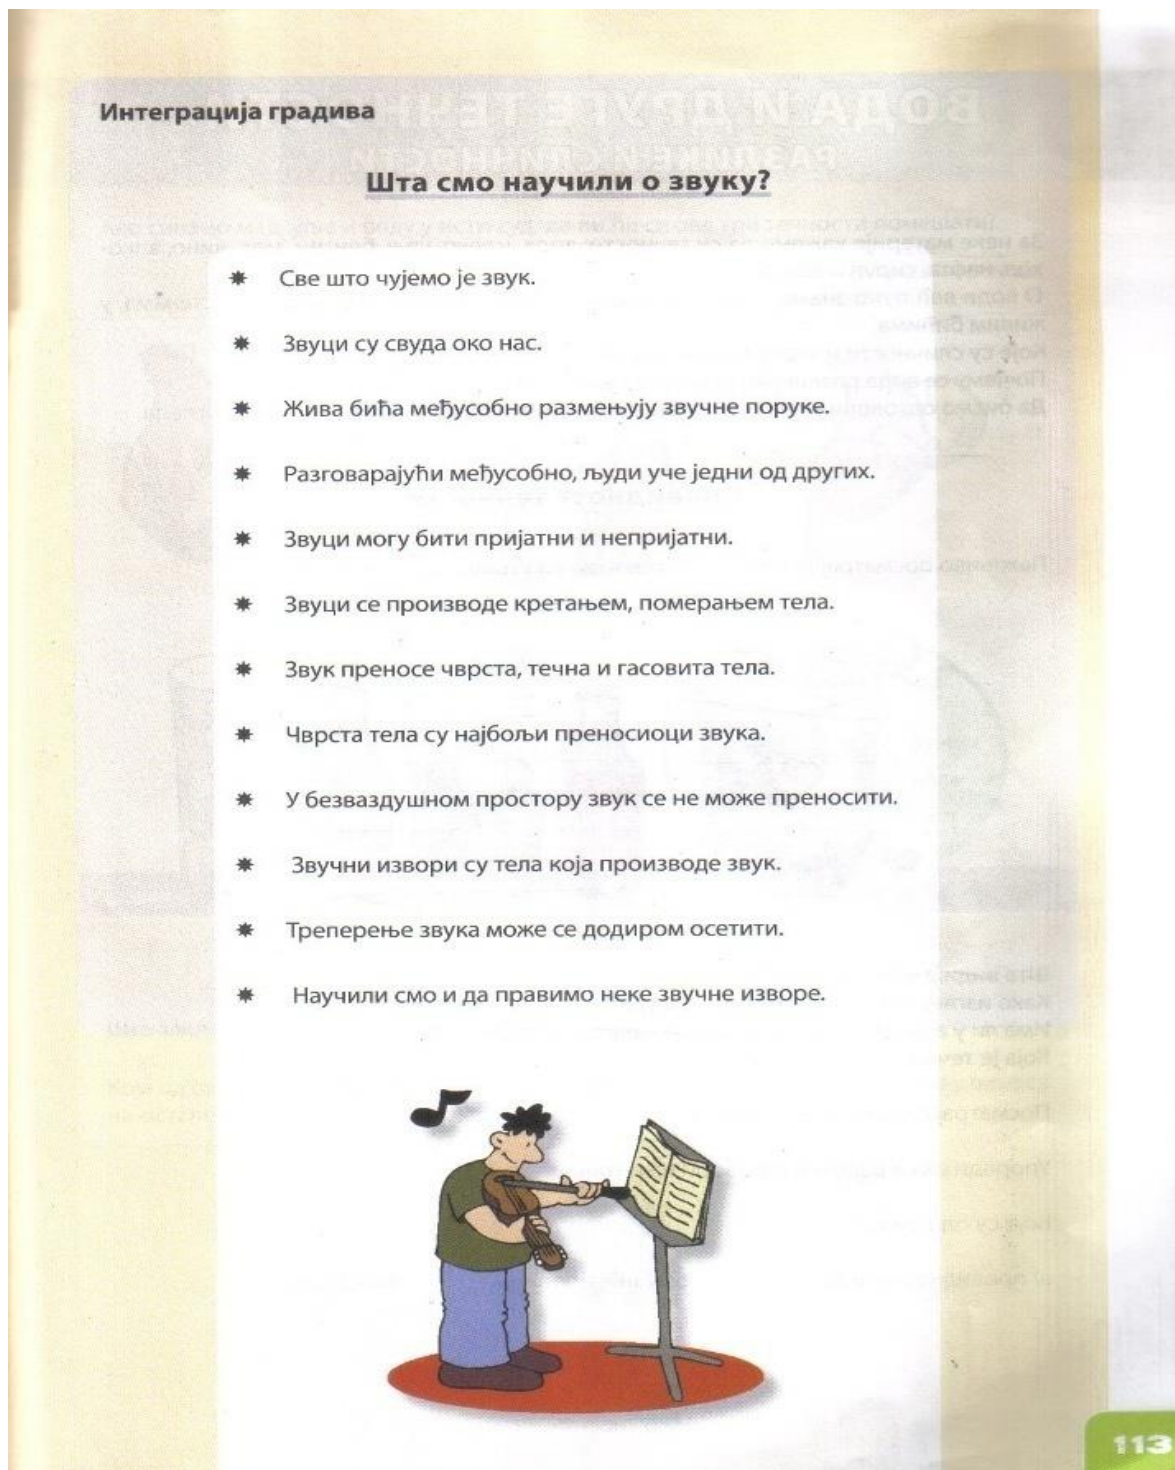 Интеграција градива
Шта смо научили о звуку?
✷ Све што чујемо је звук.
✷ Звуци су свуда око нас.
✷ Жива бића међусобно размењују звучне поруке.
✷ Разговарајући међусобно, људи уче једни од других.
✷ Звуци могу бити пријатни и непријатни.
✷ Звуци се производе кретањем, померањем тела.
✷ Звук преносе чврста, течна и гасовита тела.
✷ Чврста тела су најбољи преносиоци звука.
✷ У безваздушном простору звук се не може преносити.
✷ Звучни извори су тела која производе звук.
✷ Треперење звука може се додиром осетити.
✷ Научили смо и да правимо неке звучне изворе.
113